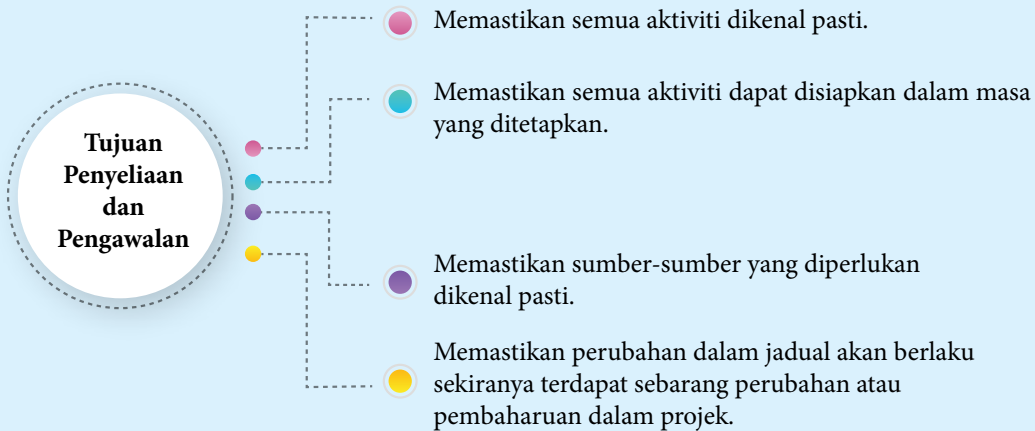 Tujuan
Penyeliaan
dan
Pengawalan
Memastikan semua aktiviti dikenal pasti.
Memastikan semua aktiviti dapat disiapkan dalam masa
yang ditetapkan.
Memastikan sumber-sumber yang diperlukan
dikenal pasti.
Memastikan perubahan dalam jadual akan berlaku
sekiranya terdapat sebarang perubahan atau
pembaharuan dalam projek.